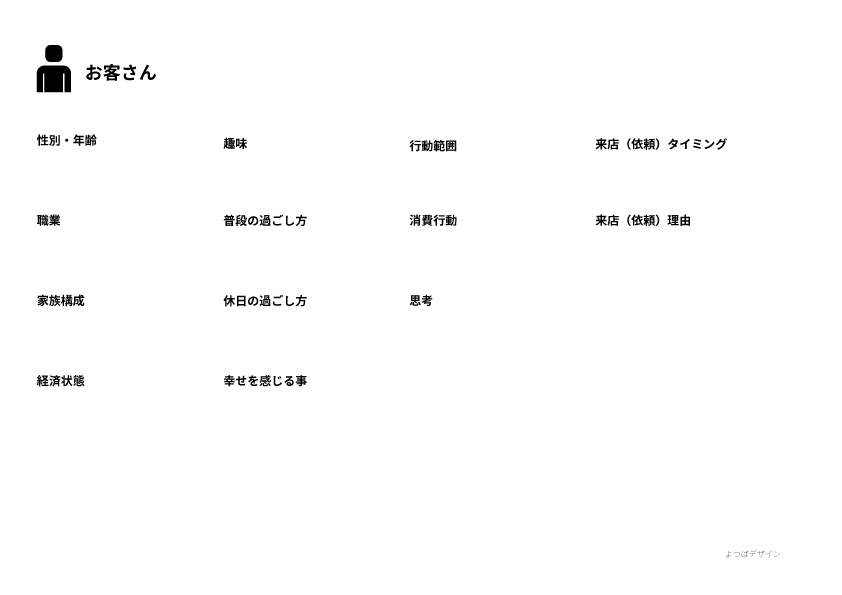 お客さん
性別・年齢
趣味
行動範囲
来店（依頼）タイミング
職業
普段の過ごし方
消費行動
来店（依頼）理由
家族構成
休日の過ごし方
思考
経済状態
幸せを感じる事
よつばデザイン